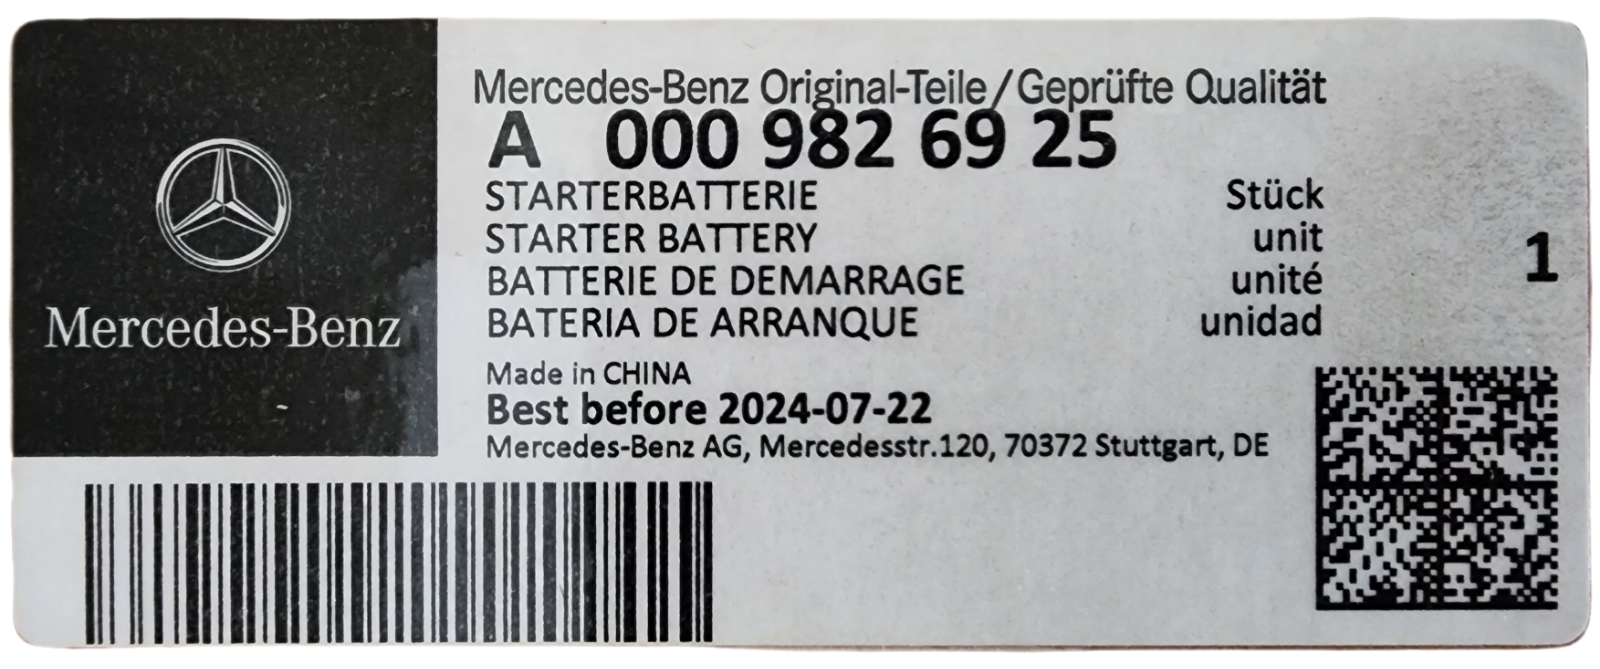 Mercedes-Benz
Mercedes-Benz Original-Teile/Geprüfte Qualität
A 000 982 69 25
STARTERBATTERIE Stück
STARTER BATTERY unit
BATTERIE DE DEMARRAGE unité
BATERIA DE ARRANQUE unidad
1
Made in CHINA
Best before 2024-07-22
Mercedes-Benz AG, Mercedesstr.120, 70372 Stuttgart, DE